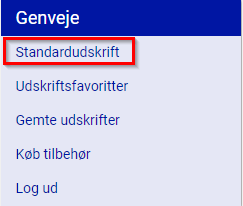 Genveje
Standardudskrift
Udskriftsfavoritter
Gemte udskrifter
Køb tilbehør
Log ud